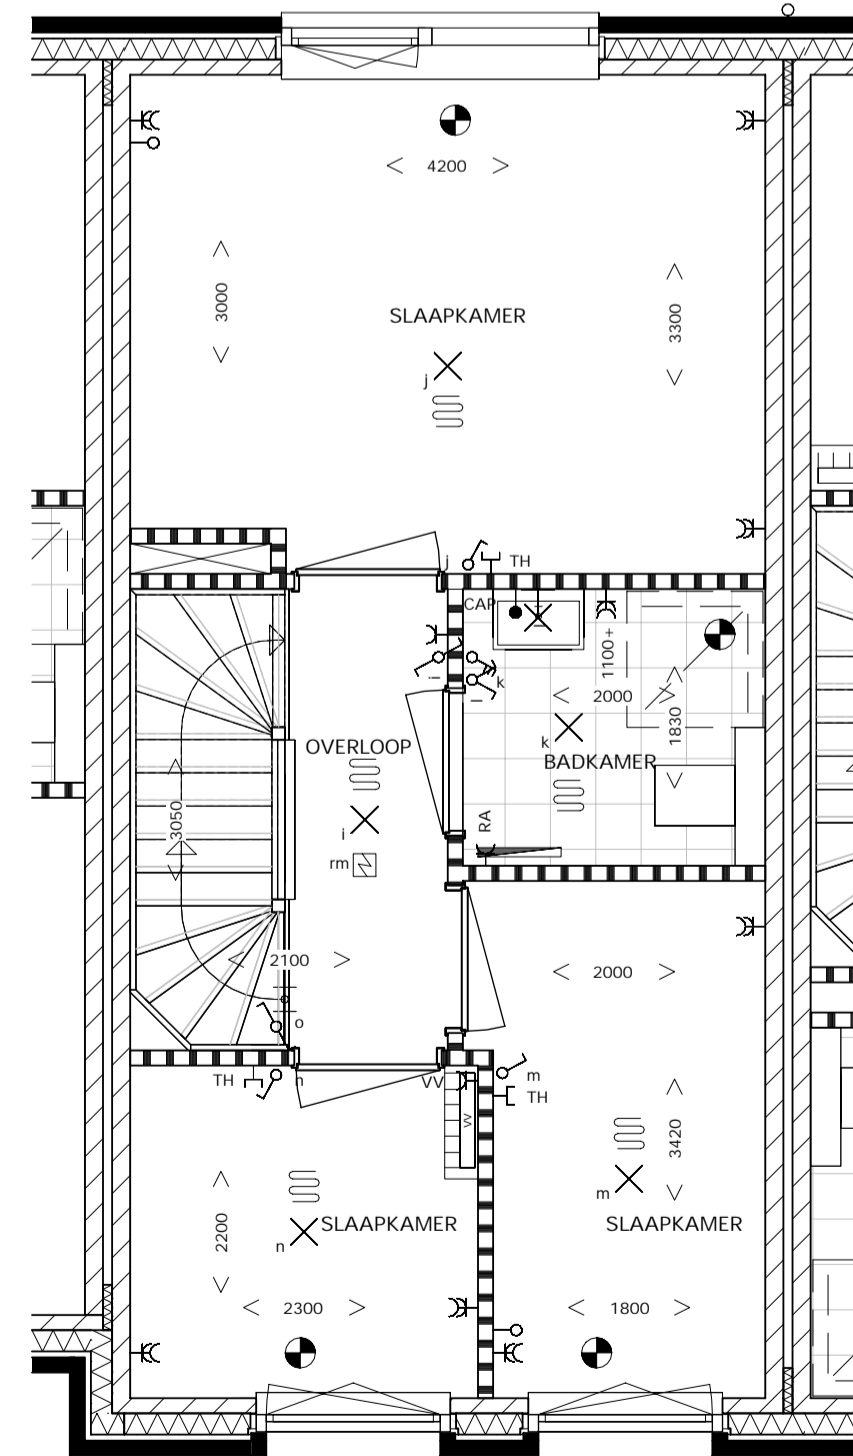 4200
3000
3300
SLAAPKAMER
j
j
TH
CAP
1100+
k
2000
1830
k
BADKAMER
OVERLOOP
3050
i
rm
RA
2100
2000
o
TH
n
VV
VV
m
TH
3420
m
SLAAPKAMER
SLAAPKAMER
n
2200
2300
1800